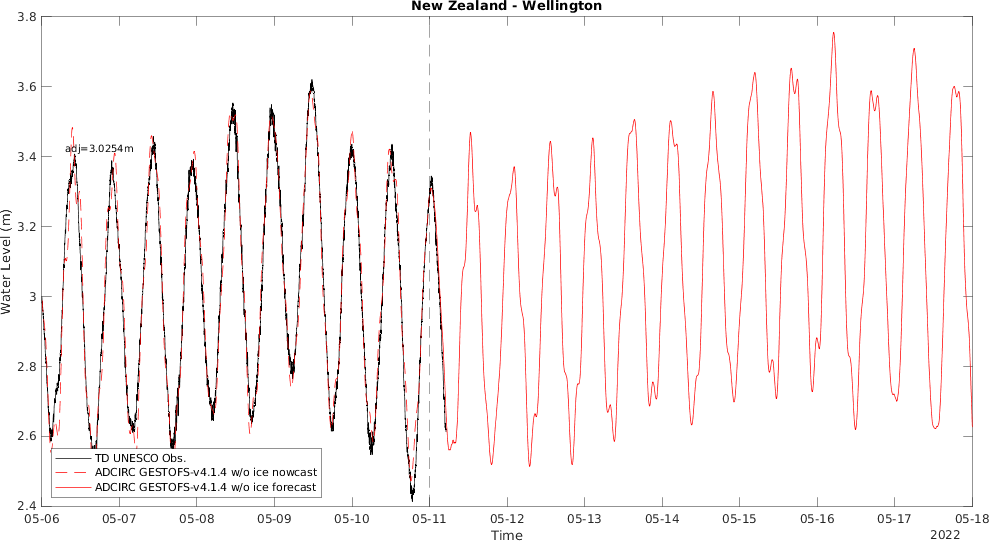 New Zealand - Wellington
3.8
3.6
3.4
3.2
3
2.8
2.6
2.4
Water Level (m)
adj=3.0254m
TD UNESCO Obs.
ADCIRC GESTOFS-v4.1.4 w/o ice nowcast
ADCIRC GESTOFS-v4.1.4 w/o ice forecast
05-06 05-07 05-08 05-09 05-10 05-11 05-12 05-13 05-14 05-15 05-16 05-17 05-18
Time
2022